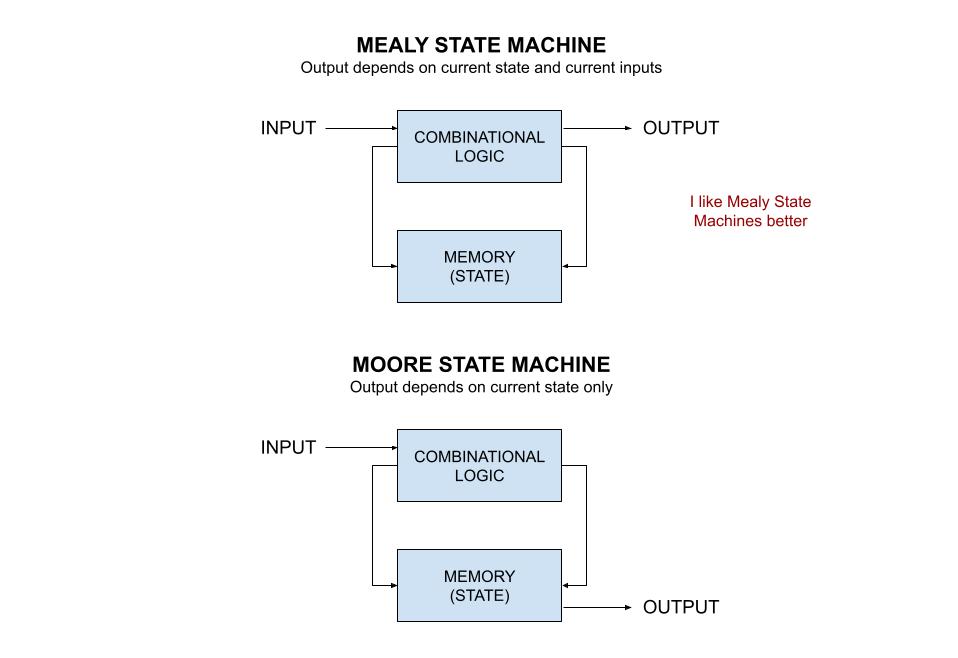 MEALY STATE MACHINE
Output depends on current state and current inputs
INPUT
COMBINATIONAL
LOGIC
OUTPUT
I like Mealy State
Machines better
MEMORY
(STATE)
MOORE STATE MACHINE
Output depends on current state only
INPUT
COMBINATIONAL
LOGIC
MEMORY
(STATE)
OUTPUT